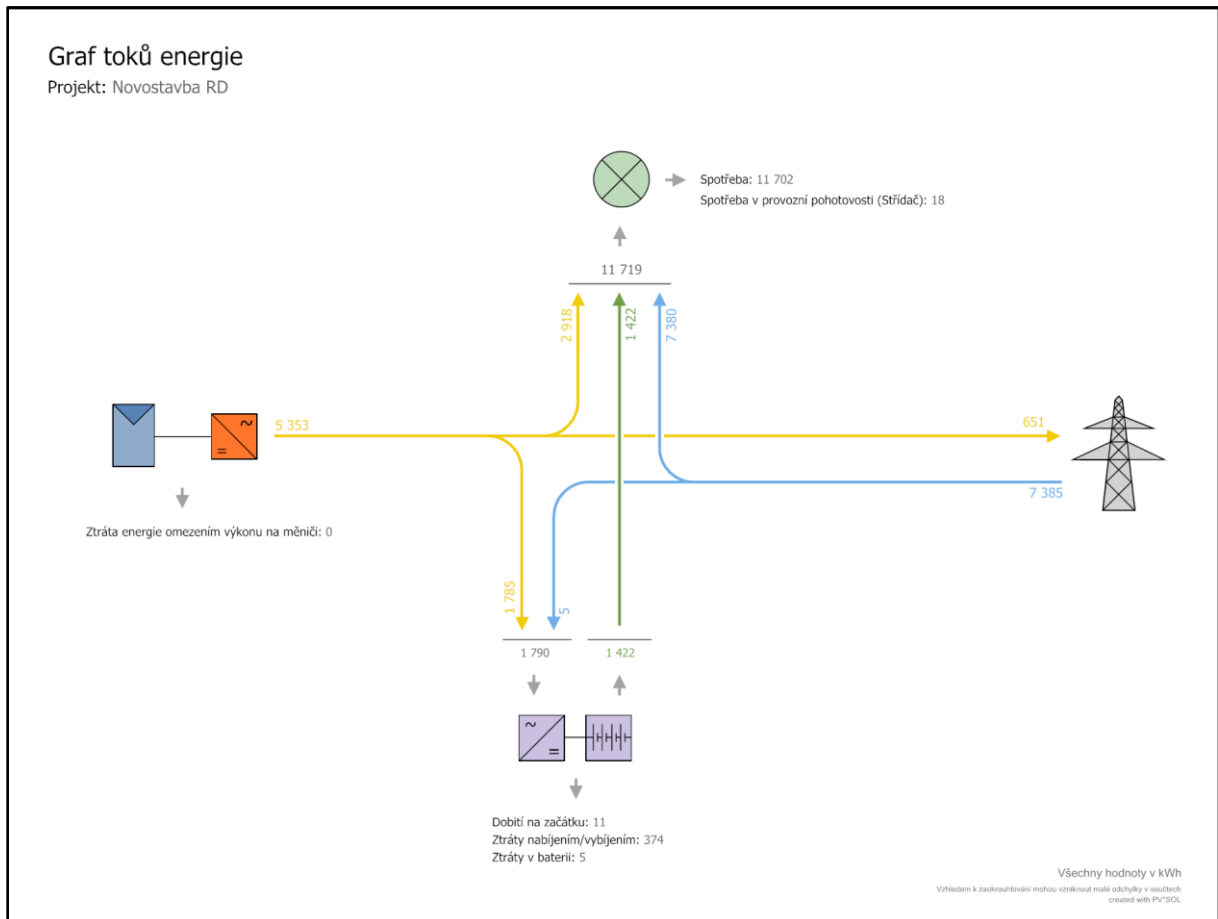 Graf toků energie
Projekt: Novostavba RD
Spotřeba: 11 702
Spotřeba v provozní pohotovosti (Střídač): 18
11 719
2 918
1 422
7 380
5 353
651
7 385
Ztráta energie omezením výkonu na měniči: 0
1 785
5
1 790
1 422
Dobití na začátku: 11
Ztráty nabíjením/vybíjením: 374
Ztráty v baterii: 5
Všechny hodnoty v kWh
Vzhledem k zaokrouhlování mohou vzniknout malé odchylky v součtech
created with PV*SOL